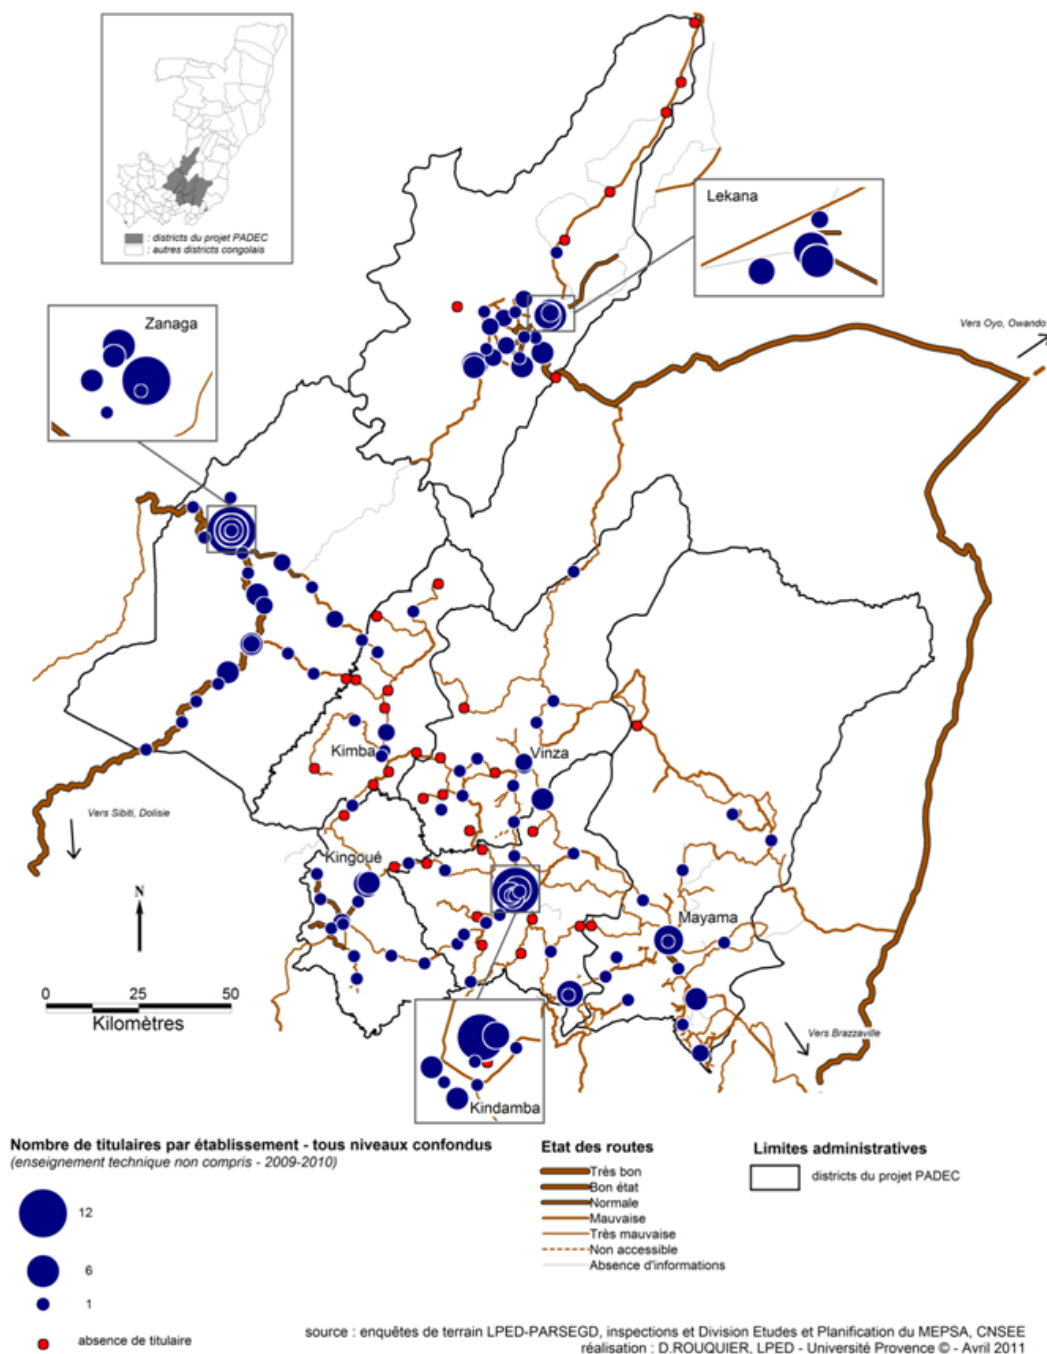 : districts du projet PADEC
: autres districts congolais
Lekana
Zanaga
Vers Oyo, Owando
Kimba
Vinza
Vers Sibiti, Dolisie
Kingoué
N
Mayama
0 25 50
Kilomètres
Vers Brazzaville
Kindamba
Nombre de titulaires par établissement - tous niveaux confondus
(enseignement technique non compris - 2009-2010)
12
6
1
absence de titulaire
Etat des routes
Très bon
Bon état
Normale
Mauvaise
Très mauvaise
Non accessible
Absence d'informations
Limites administratives
districts du projet PADEC
source : enquêtes de terrain LPED-PARSEGD, inspections et Division Etudes et Planification du MEPSA, CNSEE
réalisation : D.ROUQUIER, LPED - Université Provence © - Avril 2011